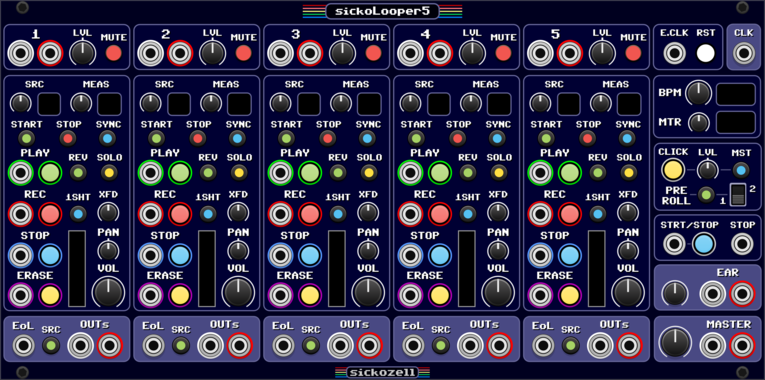 sickoLooper5
1 LVL MUTE 2 LVL MUTE 3 LVL MUTE 4 LVL MUTE 5 LVL MUTE E.CLK RST CLK
SRC MEAS SRC MEAS SRC MEAS SRC MEAS SRC MEAS BPM
START STOP SYNC START STOP SYNC START STOP SYNC START STOP SYNC START STOP SYNC MTR
PLAY REV SOLO PLAY REV SOLO PLAY REV SOLO PLAY REV SOLO PLAY REV SOLO CLICK LVL MST
REC 1SHT XFD REC 1SHT XFD REC 1SHT XFD REC 1SHT XFD REC 1SHT XFD PRE ROLL 1 2
STOP PAN STOP PAN STOP PAN STOP PAN STOP PAN STRT/STOP STOP
ERASE VOL ERASE VOL ERASE VOL ERASE VOL ERASE VOL EAR
EoL SRC OUTs EoL SRC OUTs EoL SRC OUTs EoL SRC OUTs EoL SRC OUTs MASTER
sickozell